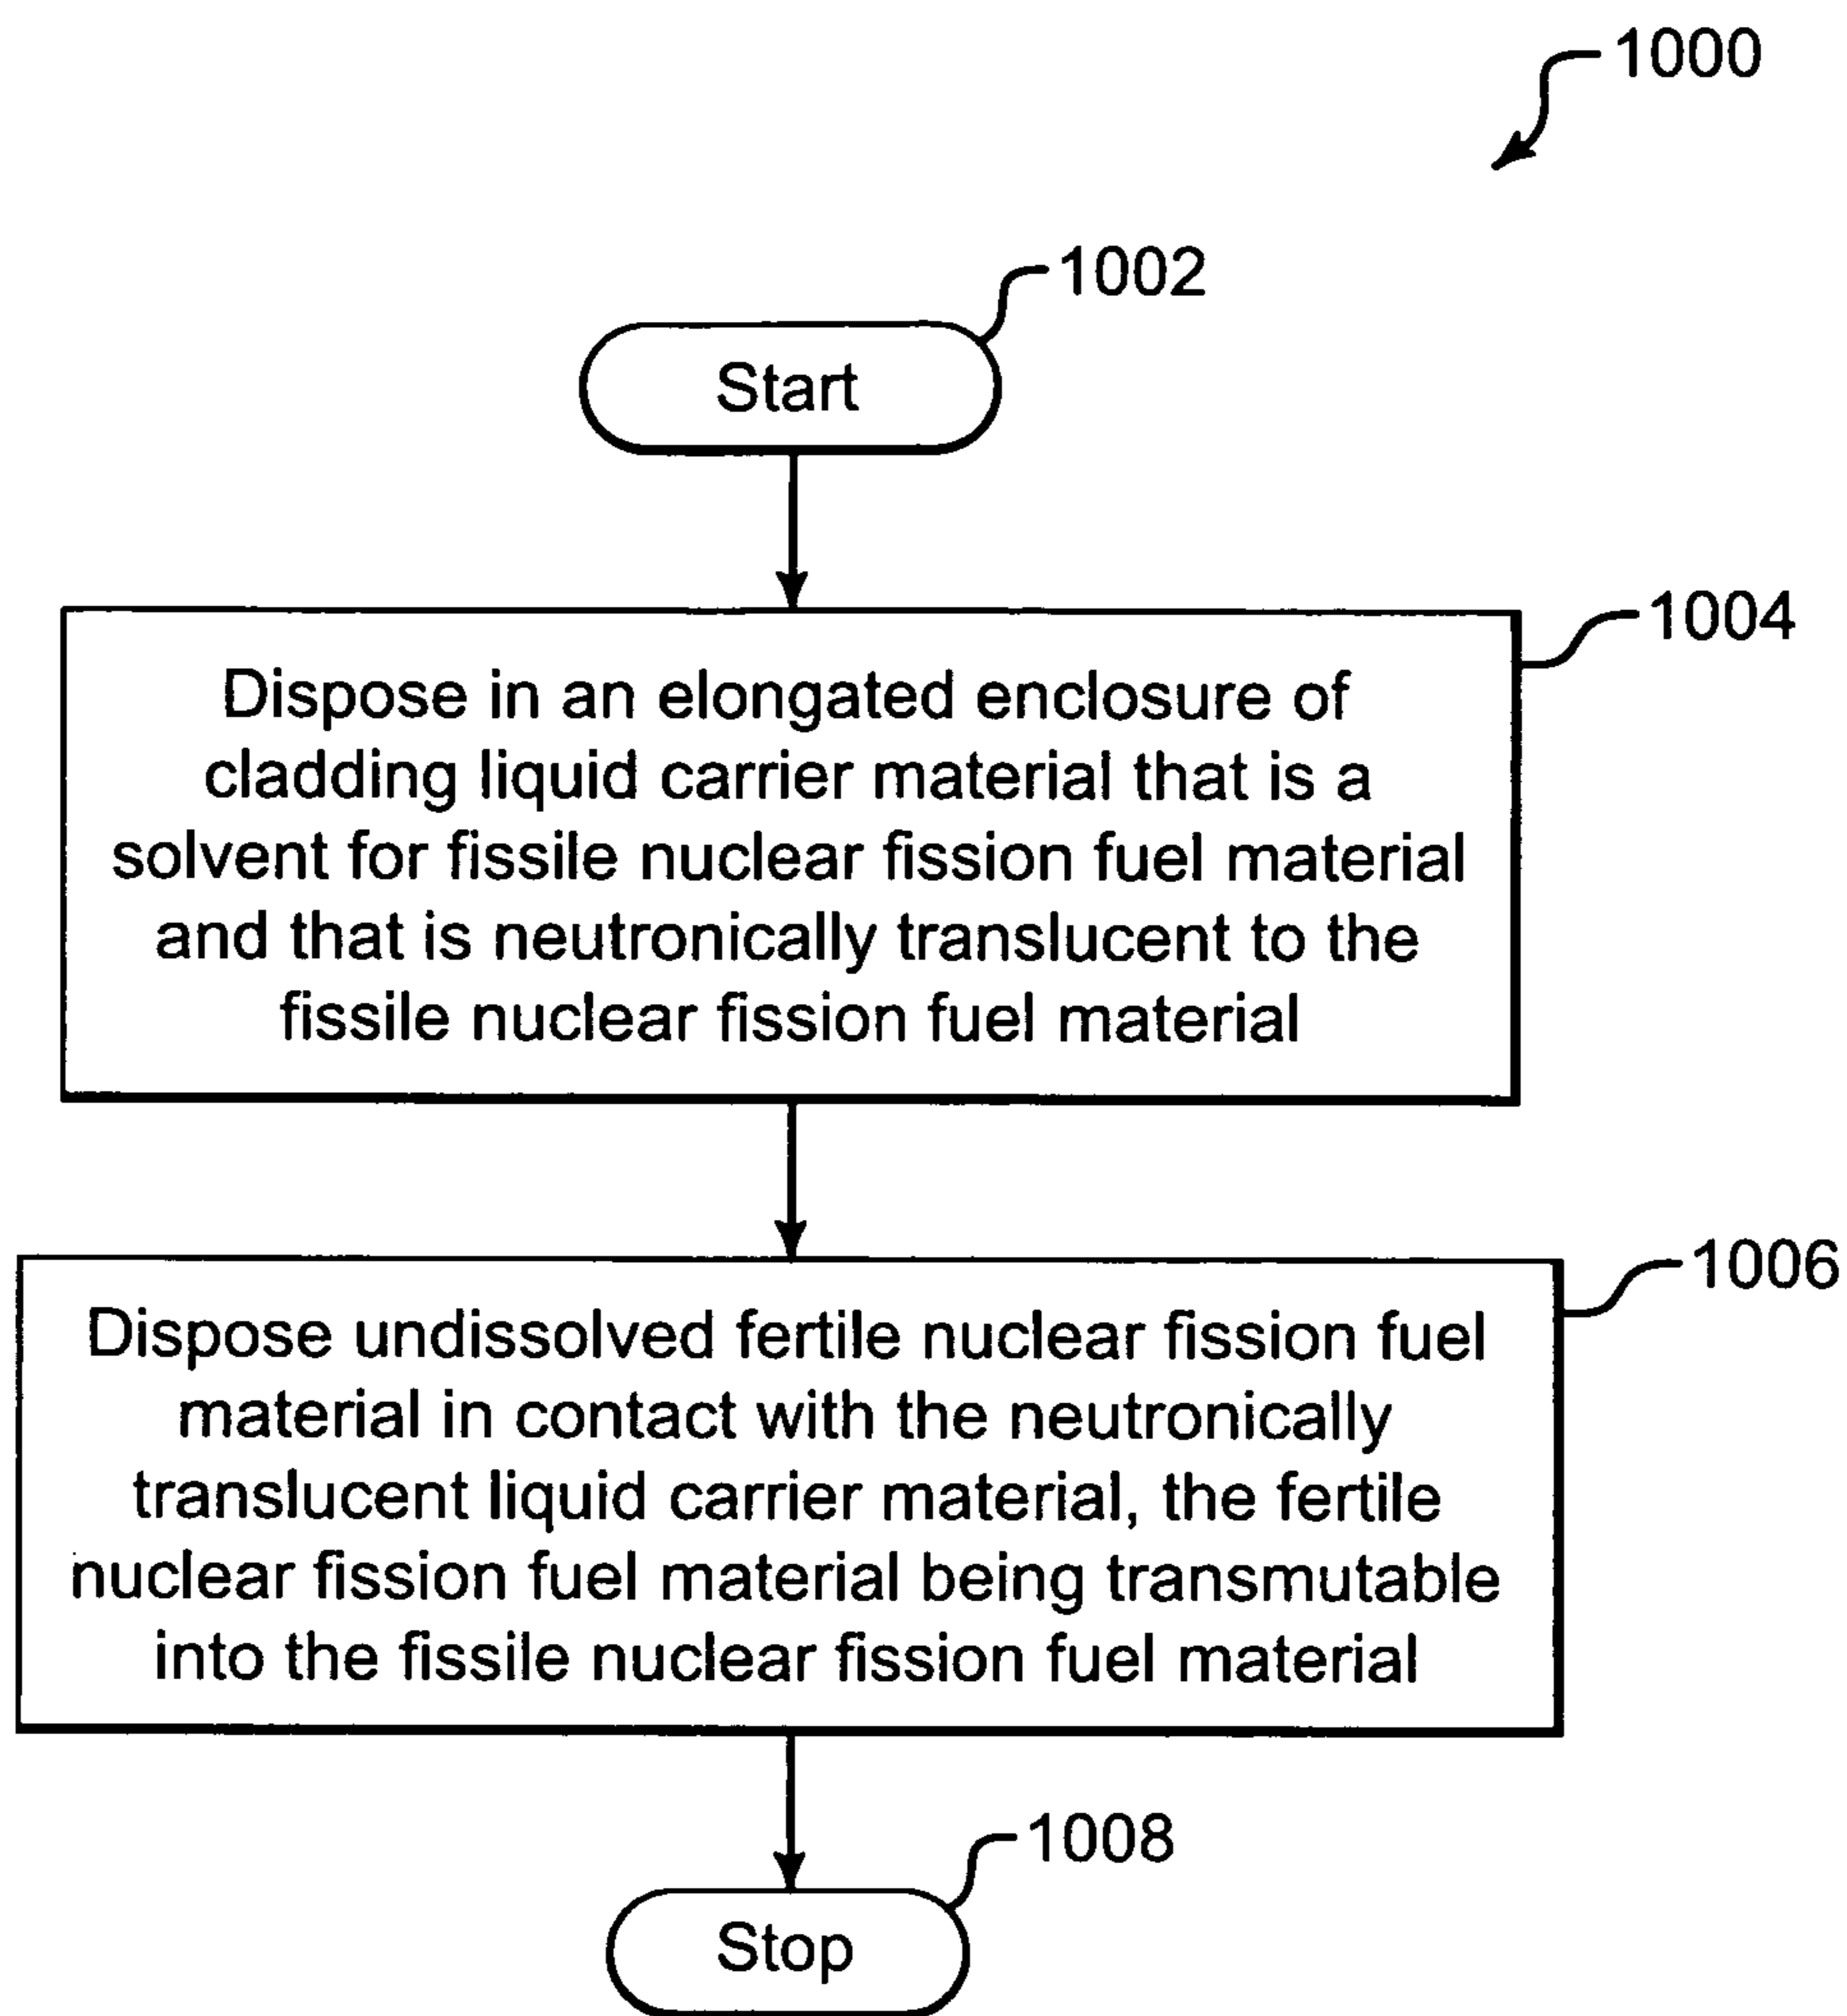 1000
1002
Start
1004
Dispose in an elongated enclosure of
cladding liquid carrier material that is a
solvent for fissile nuclear fission fuel material
and that is neutronically translucent to the
fissile nuclear fission fuel material
1006
Dispose undissolved fertile nuclear fission fuel
material in contact with the neutronically
translucent liquid carrier material, the fertile
nuclear fission fuel material being transmutable
into the fissile nuclear fission fuel material
1008
Stop